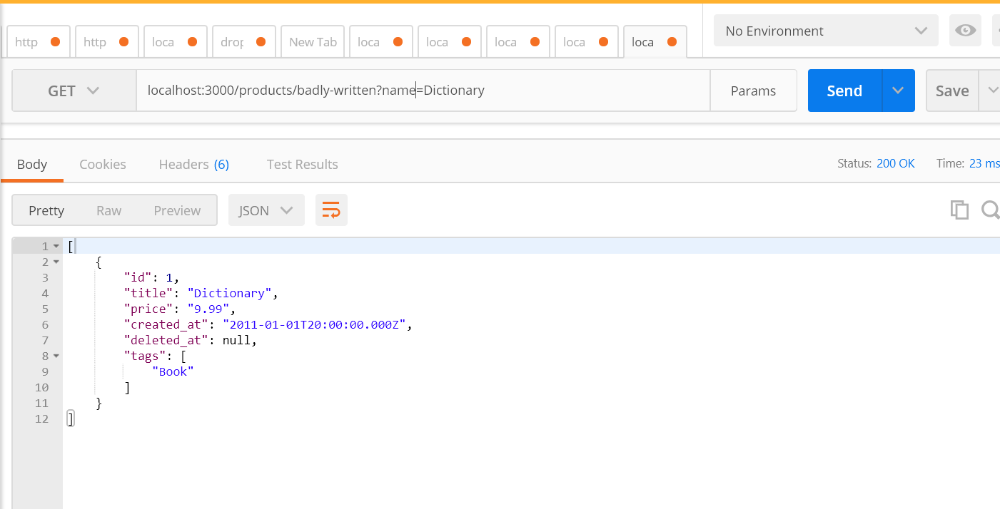 http http loca drop New Tab loca loca loca loca loca No Environment
GET localhost:3000/products/badly-written?name=Dictionary Params Send Save
Body Cookies Headers (6) Test Results Status: 200 OK Time: 23 ms
Pretty Raw Preview JSON
1 [
2 {
3 "id": 1,
4 "title": "Dictionary",
5 "price": "9.99",
6 "created_at": "2011-01-01T20:00:00.000Z",
7 "deleted_at": null,
8 "tags": [
9 "Book"
10 ]
11 }
12 ]